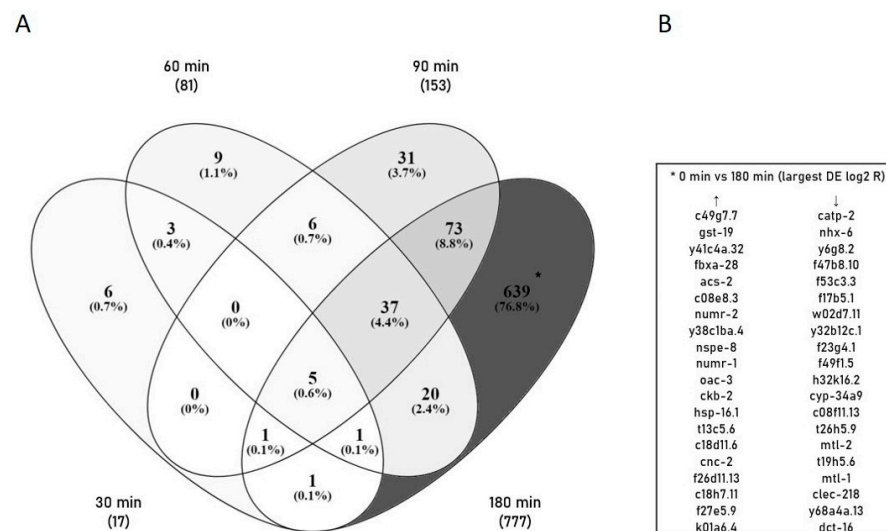 A
B
60 min
(81)
90 min
(153)
9
(1.1%)
31
(3.7%)
3
(0.4%)
6
(0.7%)
73
(8.8%)
6
(0.7%)
0
(0%)
37
(4.4%)
639
(76.8%)
*
0
(0%)
5
(0.6%)
20
(2.4%)
1
(0.1%)
1
(0.1%)
1
(0.1%)
30 min
(17)
180 min
(777)
* 0 min vs 180 min (largest DE log2 R)
↑ ↓
c49g7.7 catp-2
gst-19 nhx-6
y41c4a.32 y6g8.2
fbxa-28 f47b8.10
acs-2 f53c3.3
c08e8.3 f17b5.1
numr-2 w02d7.11
y38c1ba.4 y32b12c.1
nspe-8 f23g4.1
numr-1 f49f1.5
oac-3 h32k16.2
ckb-2 cyp-34a9
hsp-16.1 c08f11.13
t13c5.6 t26h5.9
c18d11.6 mtl-2
cnc-2 t19h5.6
f26d11.13 mtl-1
c18h7.11 clec-218
f27e5.9 y68a4a.13
k01a6.4 dct-16